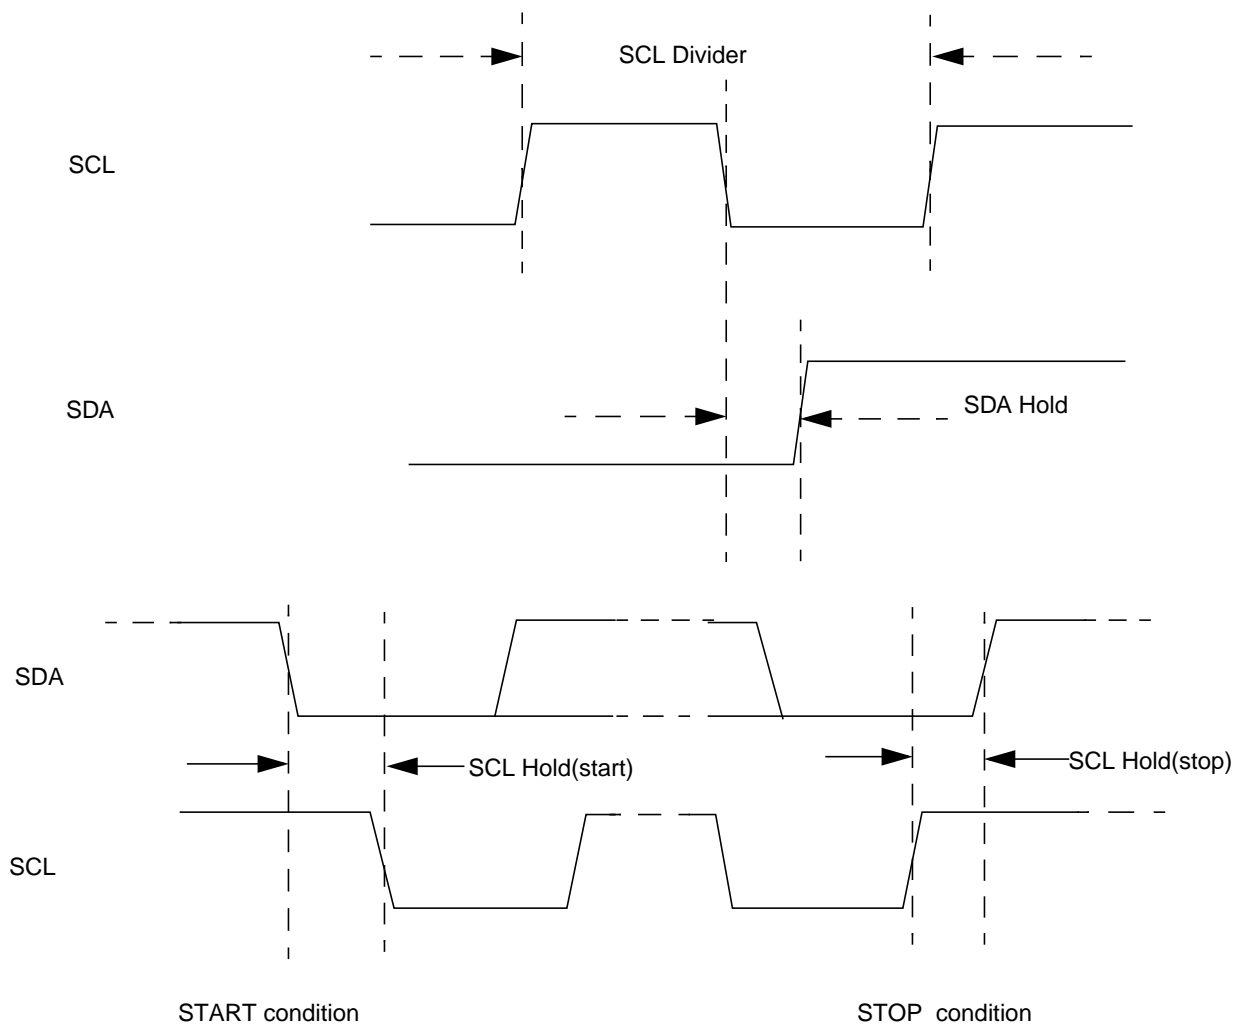 SCL Divider
SCL
SDA
SDA Hold
SDA
SCL Hold(start)
SCL Hold(stop)
SCL
START condition
STOP condition